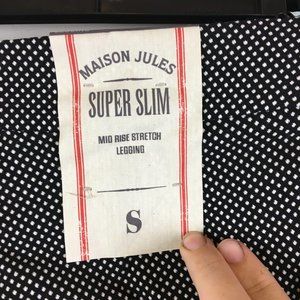 MAISON JULES
SUPER SLIM
MID RISE STRETCH
LEGGING
S